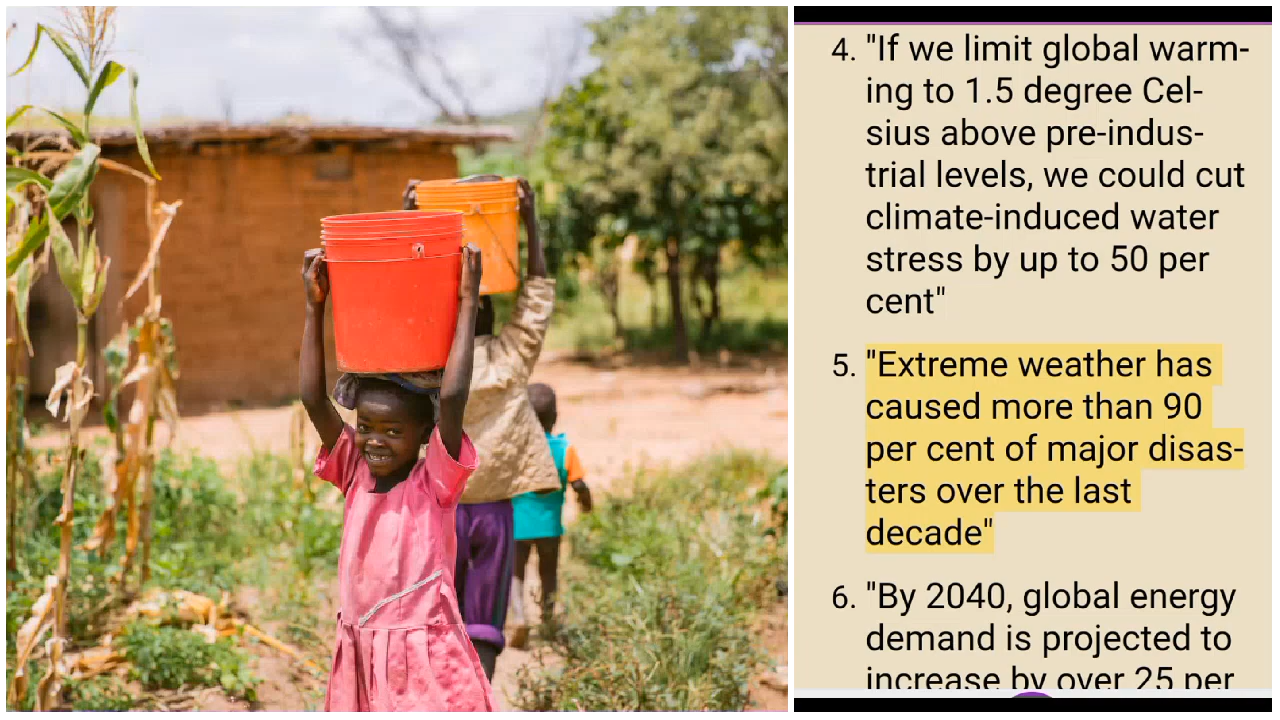 4. "If we limit global warm-
ing to 1.5 degree Cel-
sius above pre-indus-
trial levels, we could cut
climate-induced water
stress by up to 50 per
cent"
5. "Extreme weather has
caused more than 90
per cent of major disas-
ters over the last
decade"
6. "By 2040, global energy
demand is projected to
increase by over 25 per